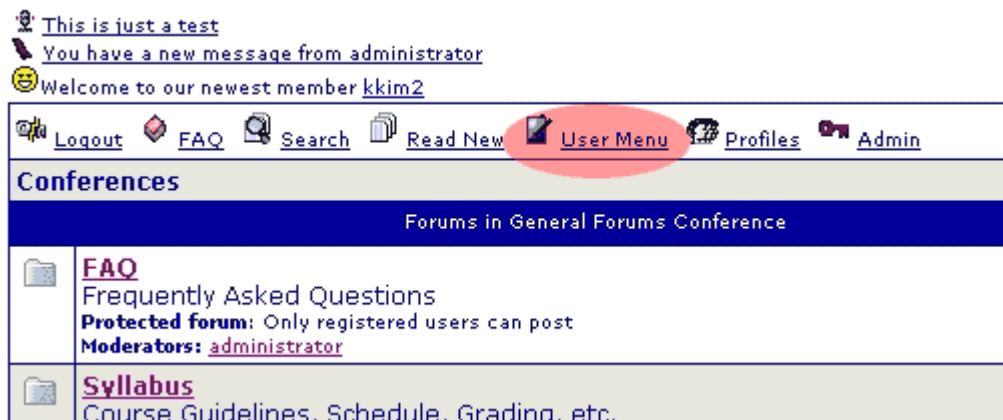 This is just a test
You have a new message from administrator
Welcome to our newest member kkim2
Logout FAQ Search Read New User Menu Profiles Admin
Conferences
Forums in General Forums Conference
FAQ
Frequently Asked Questions
Protected forum: Only registered users can post
Moderators: administrator
Syllabus
Course Guidelines, Schedule, Grading, etc.